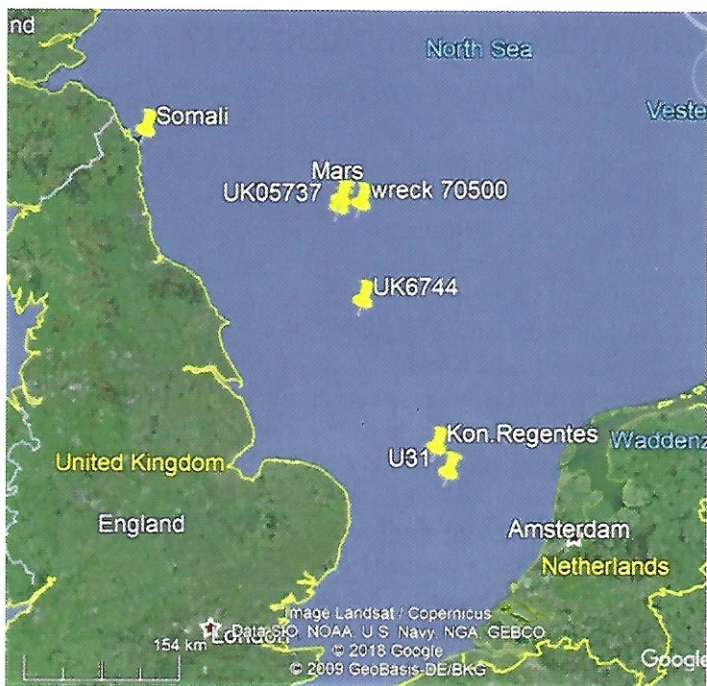 nd
North Sea
Somali
Veste
Mars
UK05737
wreck 70500
UK6744
Kon.Regentes
U31
Waddenz
United Kingdom
England
Amsterdam
Netherlands
London
154 km
Image Landsat / Copernicus
Data SIO, NOAA, U.S. Navy, NGA, GEBCO
© 2018 Google
© 2009 GeoBasis-DE/BKG
Google